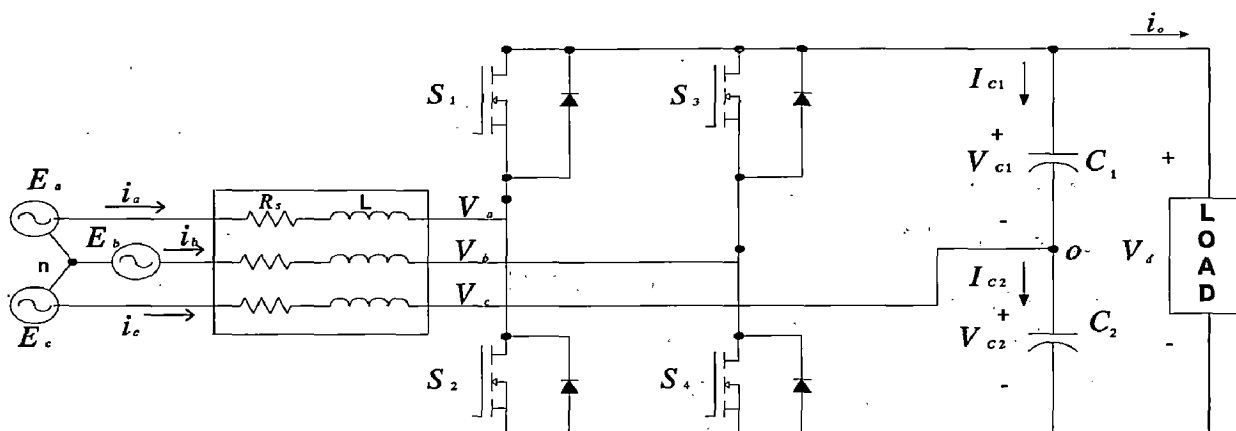 i_o
S_1
S_3
I_c1
+
V_c1
C_1
-
+
LOAD
V_d
-
E_a
i_a
R_s
L
V_a
E_b
i_b
V_b
n
o
E_c
i_c
V_c
I_c2
+
V_c2
C_2
-
S_2
S_4